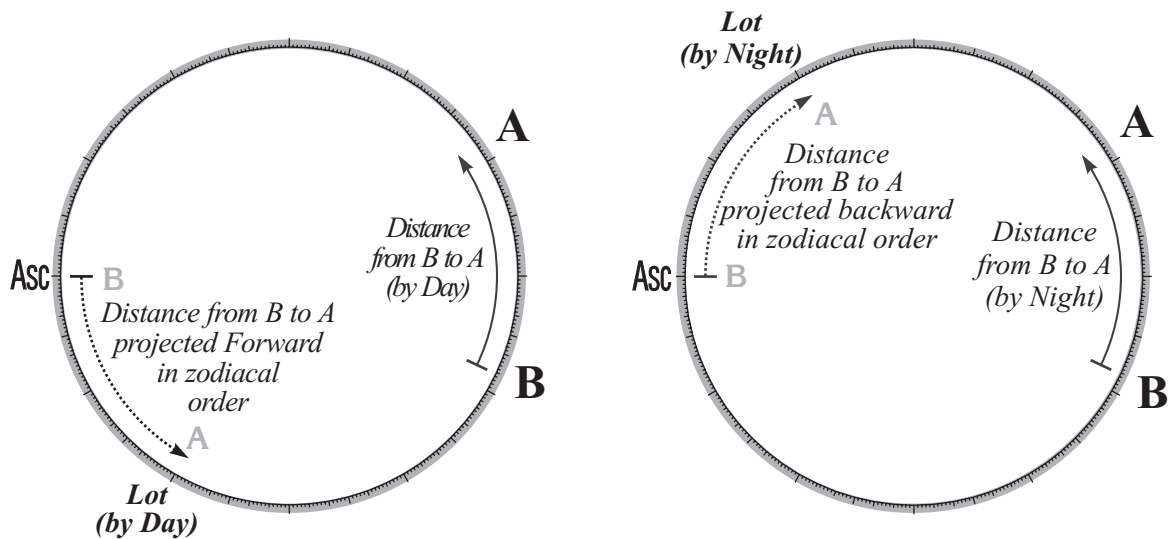 A
Distance
from B to A
(by Day)
Asc
B
Distance from B to A
projected Forward
in zodiacal
order
B
A
Lot
(by Day)
Lot
(by Night)
A
A
Distance
from B to A
projected backward
in zodiacal order
Distance
from B to A
(by Night)
Asc
B
B